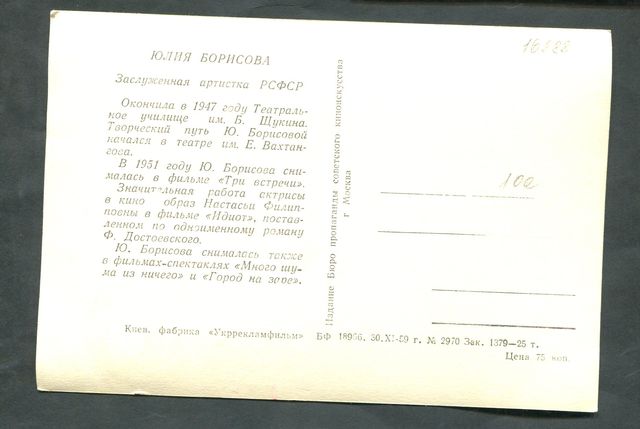 ЮЛИЯ БОРИСОВА
Заслуженная артистка РСФСР
Окончила в 1947 году Театраль-
ное училище им. Б. Щукина.
Творческий путь Ю. Борисовой
начался в театре им. Е. Вахтан-
гова.
В 1951 году Ю. Борисова сни-
малась в фильме «Три встречи».
Значительная работа актрисы
в кино образ Настасьи Филип-
повны в фильме «Идиот», постав-
ленном по одноименному роману
Ф. Достоевского.
Ю. Борисова снималась также
в фильмах-спектаклях «Много шу-
ма из ничего» и «Город на заре».
Издание Бюро пропаганды советского киноискусства
г Москва
100
Киев. фабрика «Укррекламфильм» БФ 18966. 30.XI-59 г. № 2970 Зак. 1379—25 т.
Цена 75 коп.